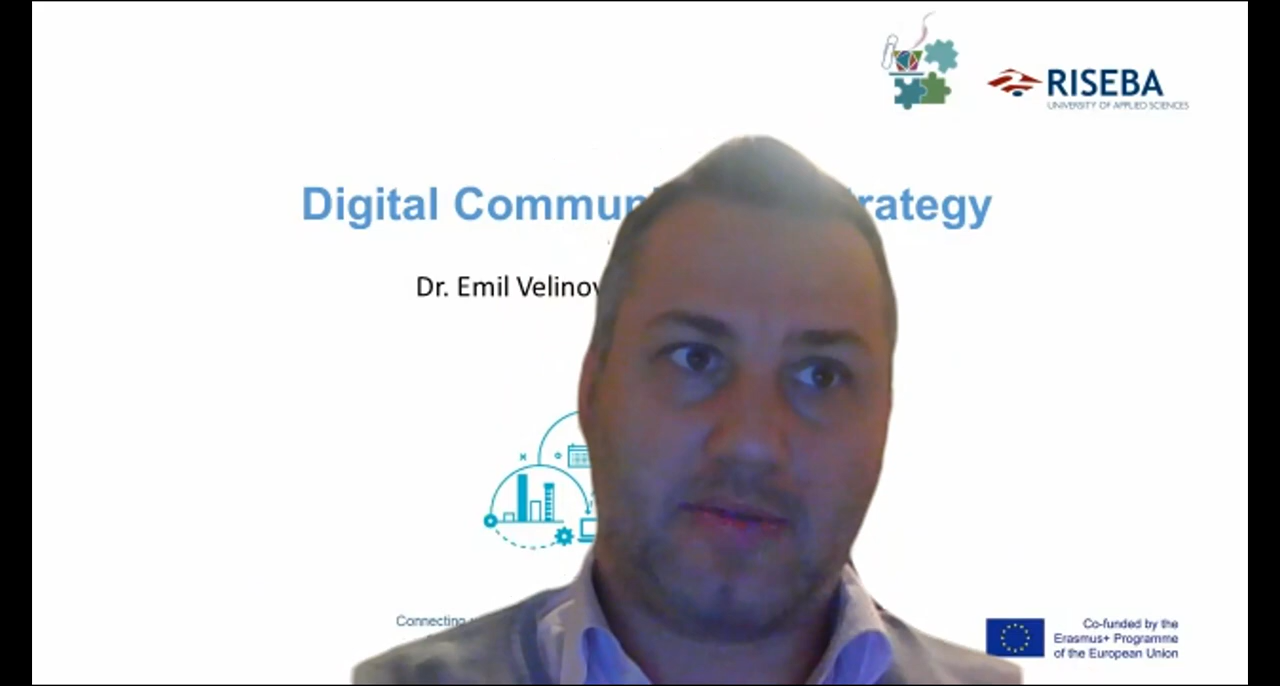 RISEBA
UNIVERSITY OF APPLIED SCIENCES
Digital Commun rategy
Dr. Emil Velinov
Connecting
Co-funded by the
Erasmus+ Programme
of the European Union